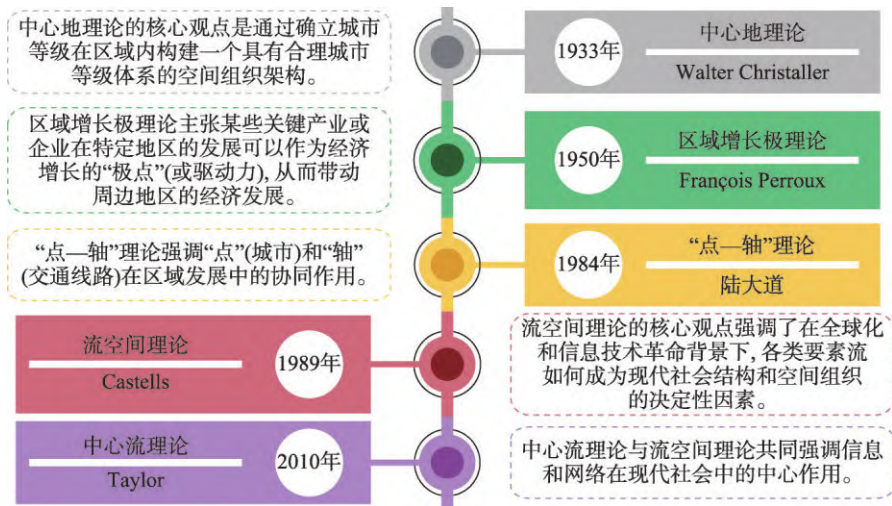 中心地理论的核心观点是通过确立城市
等级在区域内构建一个具有合理城市
等级体系的空间组织架构。
1933年
中心地理论
Walter Christaller
区域增长极理论主张某些关键产业或
企业在特定地区的发展可以作为经济
增长的“极点”(或驱动力), 从而带动
周边地区的经济发展。
1950年
区域增长极理论
François Perroux
“点—轴”理论强调“点”(城市)和“轴”
(交通线路)在区域发展中的协同作用。
1984年
“点—轴”理论
陆大道
流空间理论
Castells
1989年
流空间理论的核心观点强调了在全球化
和信息技术革命背景下, 各类要素流
如何成为现代社会结构和空间组织
的决定性因素。
中心流理论
Taylor
2010年
中心流理论与流空间理论共同强调信息
和网络在现代社会中的中心作用。